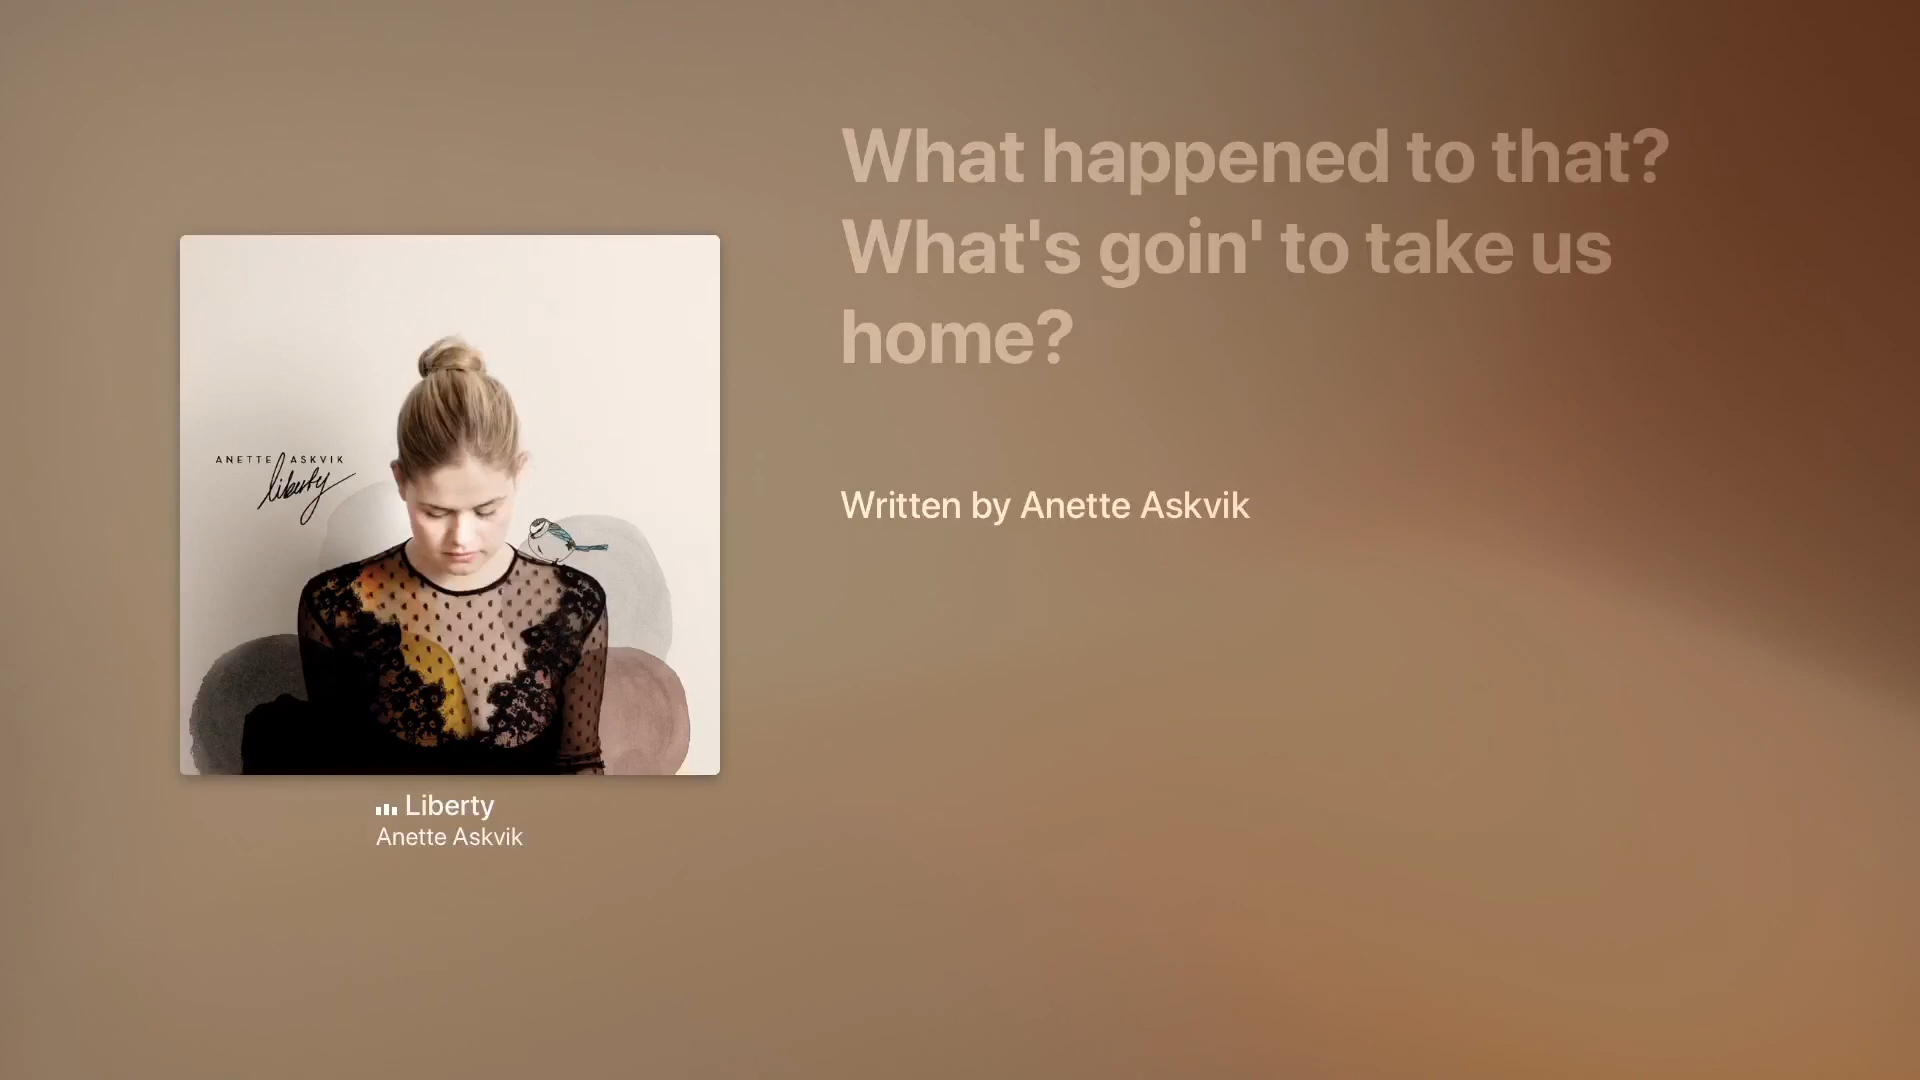 What happened to that?
What's goin' to take us
home?
Written by Anette Askvik
ANETTE ASKVIK
liberty
Liberty
Anette Askvik